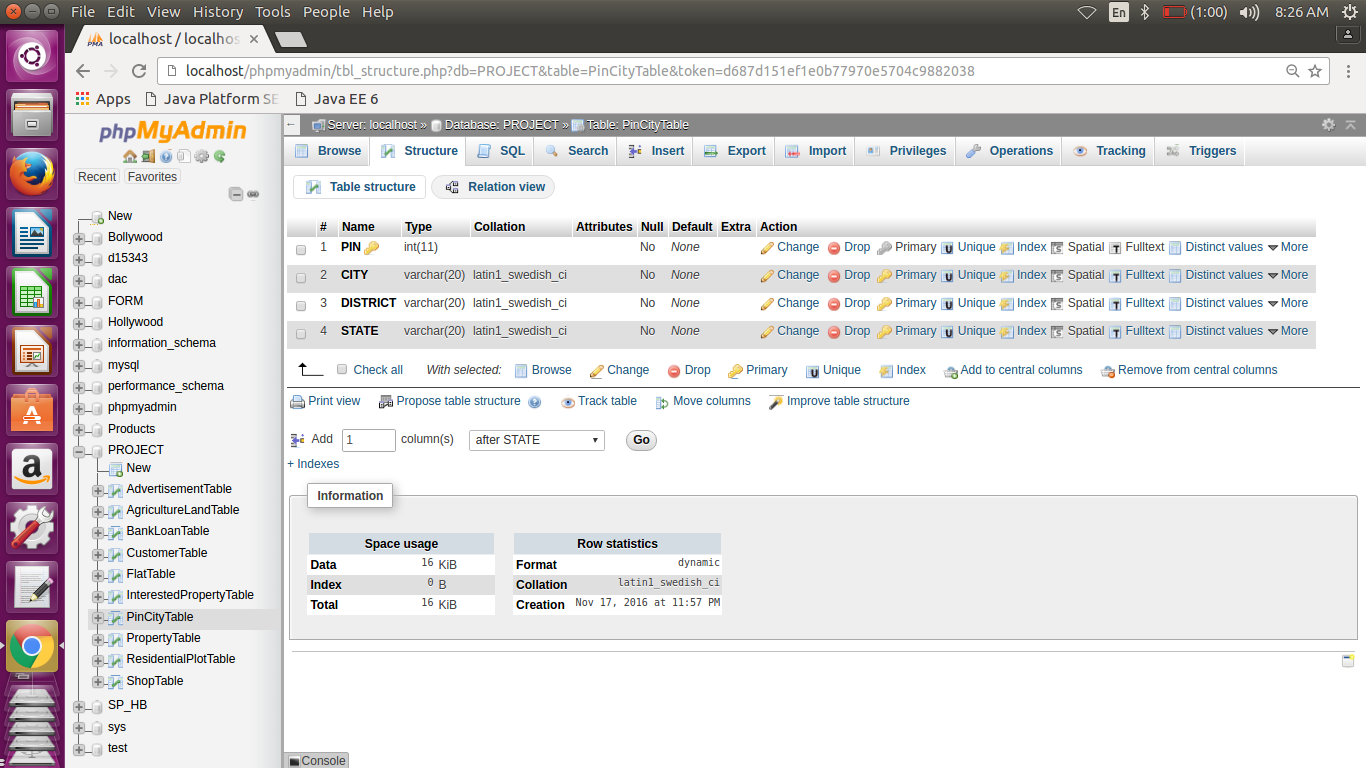 File Edit View History Tools People Help
En (1:00) 8:26 AM
PMA localhost / localhos
localhost/phpmyadmin/tbl_structure.php?db=PROJECT&table=PinCityTable&token=d687d151ef1e0b77970e5704c9882038
Apps Java Platform SE Java EE 6
phpMyAdmin
Recent Favorites
New
Bollywood
d15343
dac
FORM
Hollywood
information_schema
mysql
performance_schema
phpmyadmin
Products
PROJECT
New
AdvertisementTable
AgricultureLandTable
BankLoanTable
CustomerTable
FlatTable
InterestedPropertyTable
PinCityTable
PropertyTable
ResidentialPlotTable
ShopTable
SP_HB
sys
test
Server: localhost » Database: PROJECT » Table: PinCityTable
Browse Structure SQL Search Insert Export Import Privileges Operations Tracking Triggers
Table structure Relation view
# Name Type Collation Attributes Null Default Extra Action
1 PIN int(11) No None Change Drop Primary Unique Index Spatial Fulltext Distinct values More
2 CITY varchar(20) latin1_swedish_ci No None Change Drop Primary Unique Index Spatial Fulltext Distinct values More
3 DISTRICT varchar(20) latin1_swedish_ci No None Change Drop Primary Unique Index Spatial Fulltext Distinct values More
4 STATE varchar(20) latin1_swedish_ci No None Change Drop Primary Unique Index Spatial Fulltext Distinct values More
Check all With selected: Browse Change Drop Primary Unique Index Add to central columns Remove from central columns
Print view Propose table structure Track table Move columns Improve table structure
Add 1 column(s) after STATE Go
+ Indexes
Information
Space usage
Data 16 KiB
Index 0 B
Total 16 KiB
Row statistics
Format dynamic
Collation latin1_swedish_ci
Creation Nov 17, 2016 at 11:57 PM
Console